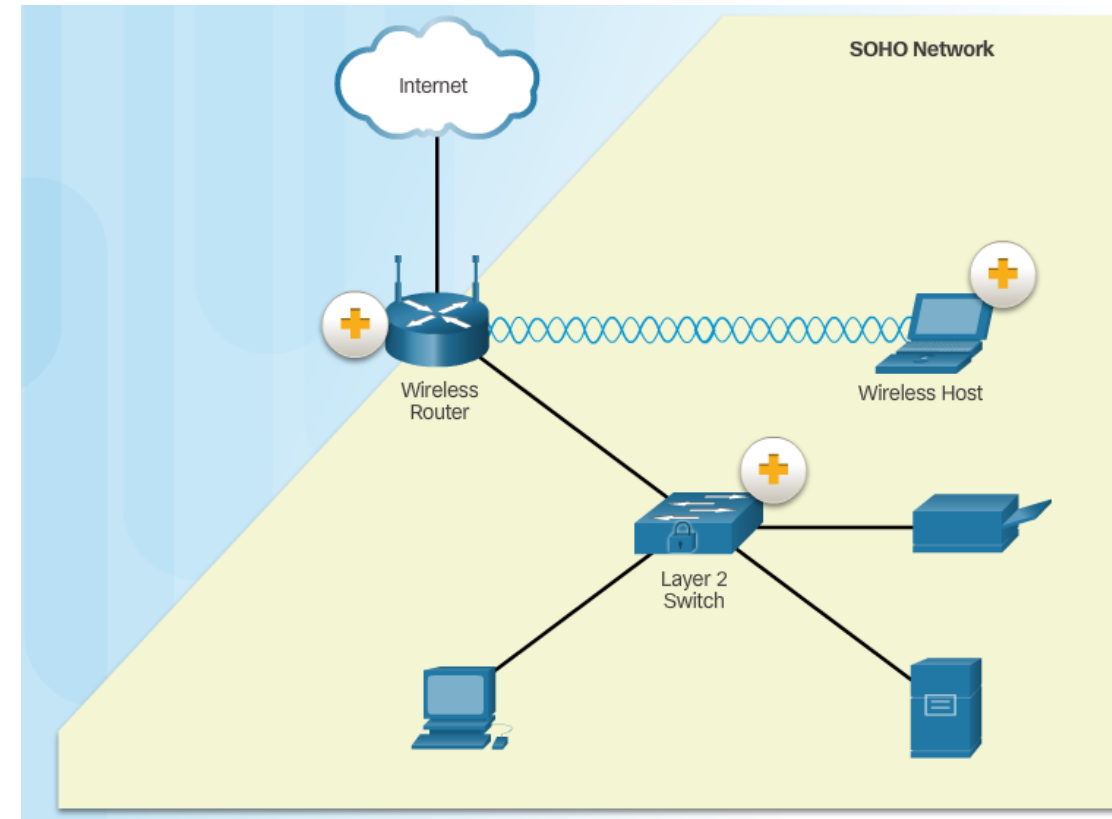 SOHO Network
Internet
Wireless
Router
Wireless Host
Layer 2
Switch